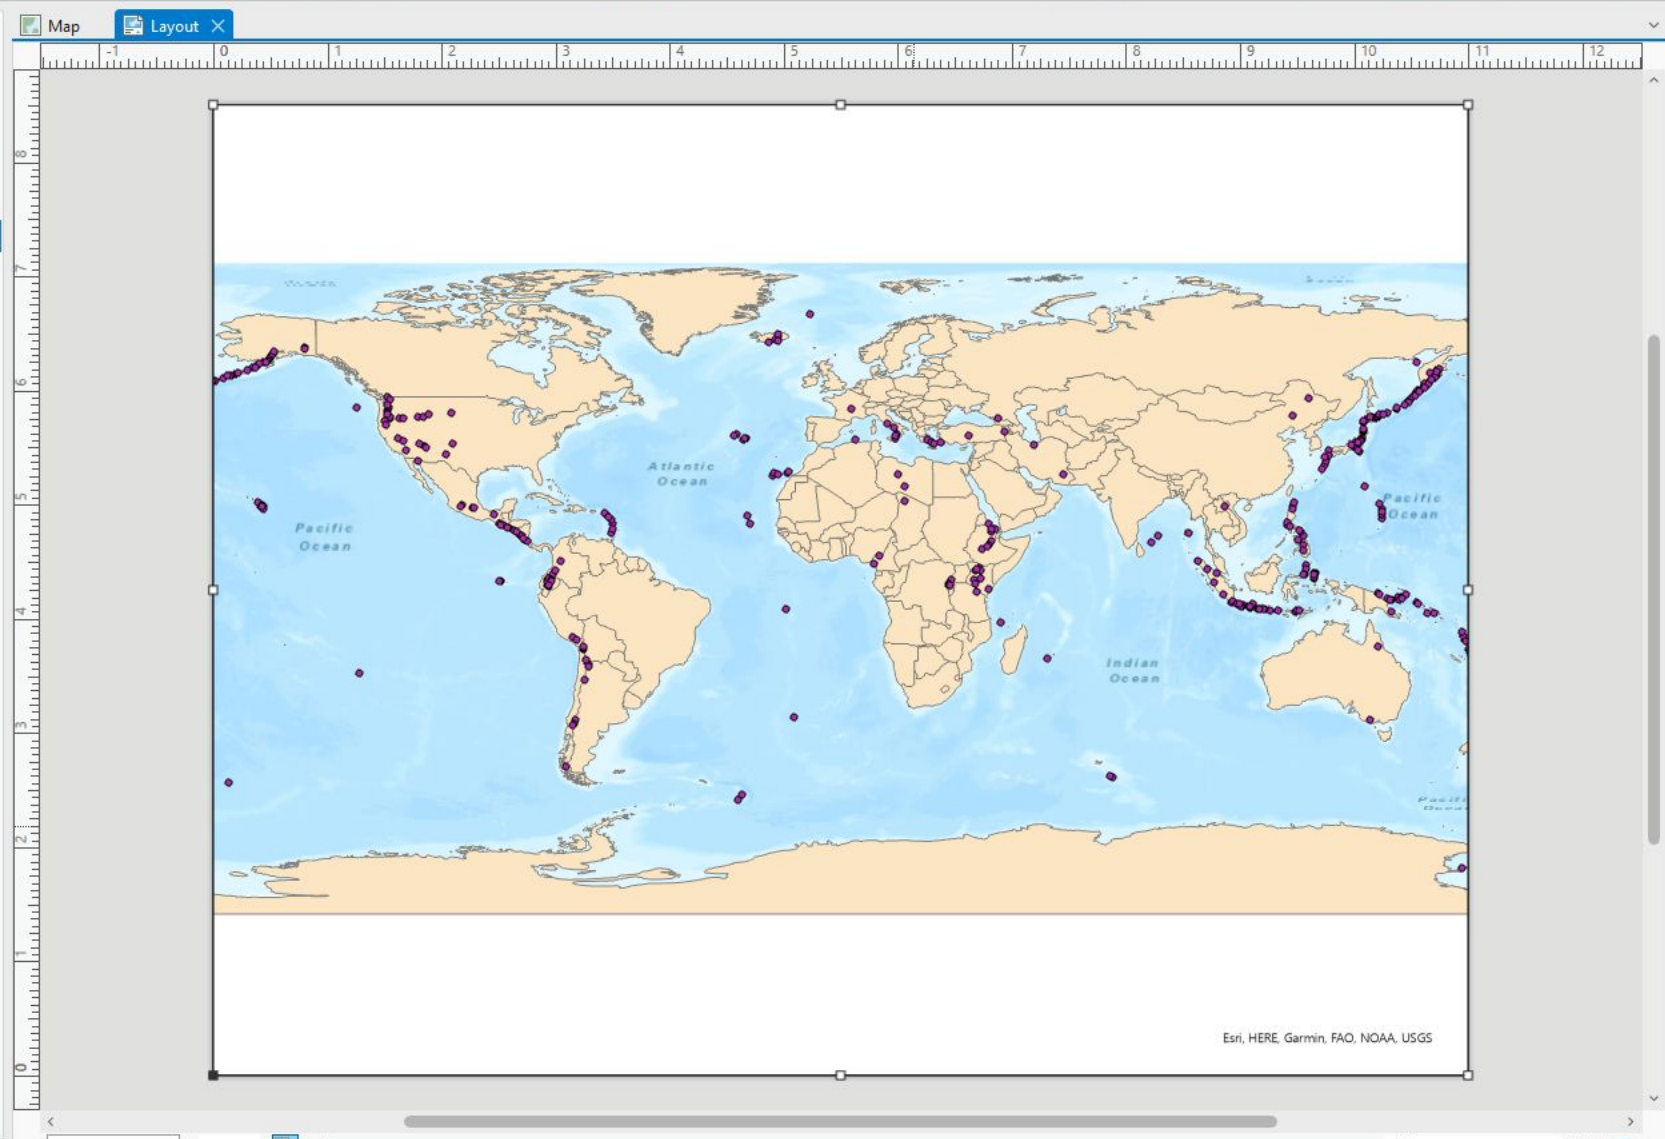 Map
Layout
-1 0 1 2 3 4 5 6 7 8 9 10 11 12
8
7
6
5
4
3
2
1
0
Atlantic
Ocean
Pacific
Ocean
Pacific
Ocean
Indian
Ocean
Esri, HERE, Garmin, FAO, NOAA, USGS